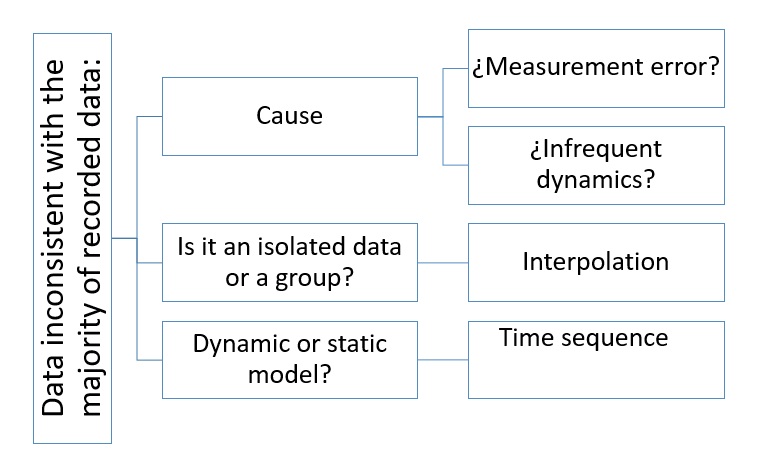 Data inconsistent with the
majority of recorded data:
Cause
¿Measurement error?
¿Infrequent
dynamics?
Is it an isolated data
or a group?
Interpolation
Dynamic or static
model?
Time sequence